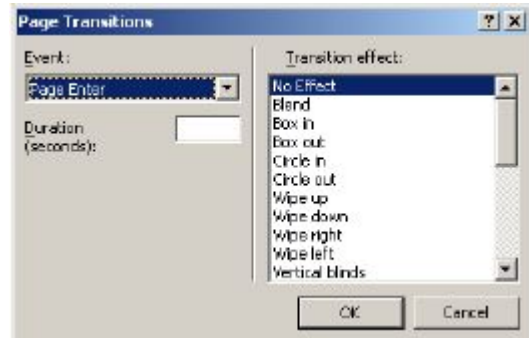 Page Transitions
Event:
Page Enter
Duration
(seconds):
Transition effect:
No Effect
Blend
Box in
Box out
Circle in
Circle out
Wipe up
Wipe down
Wipe right
Wipe left
Vertical blinds
OK
Cancel